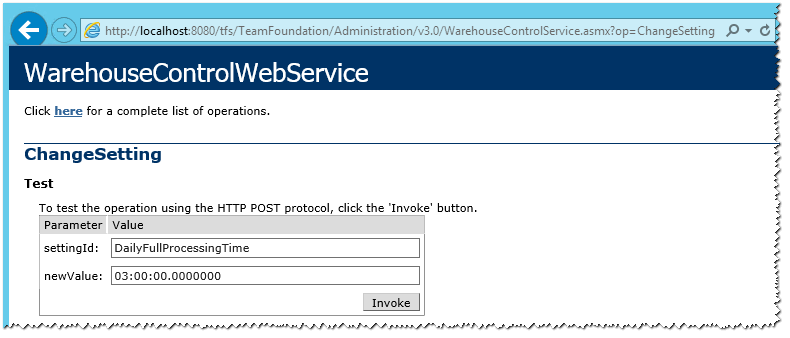 http://localhost:8080/tfs/TeamFoundation/Administration/v3.0/WarehouseControlService.asmx?op=ChangeSetting
WarehouseControlWebService
Click here for a complete list of operations.
ChangeSetting
Test
To test the operation using the HTTP POST protocol, click the 'Invoke' button.
Parameter Value
settingId: DailyFullProcessingTime
newValue: 03:00:00.0000000
Invoke